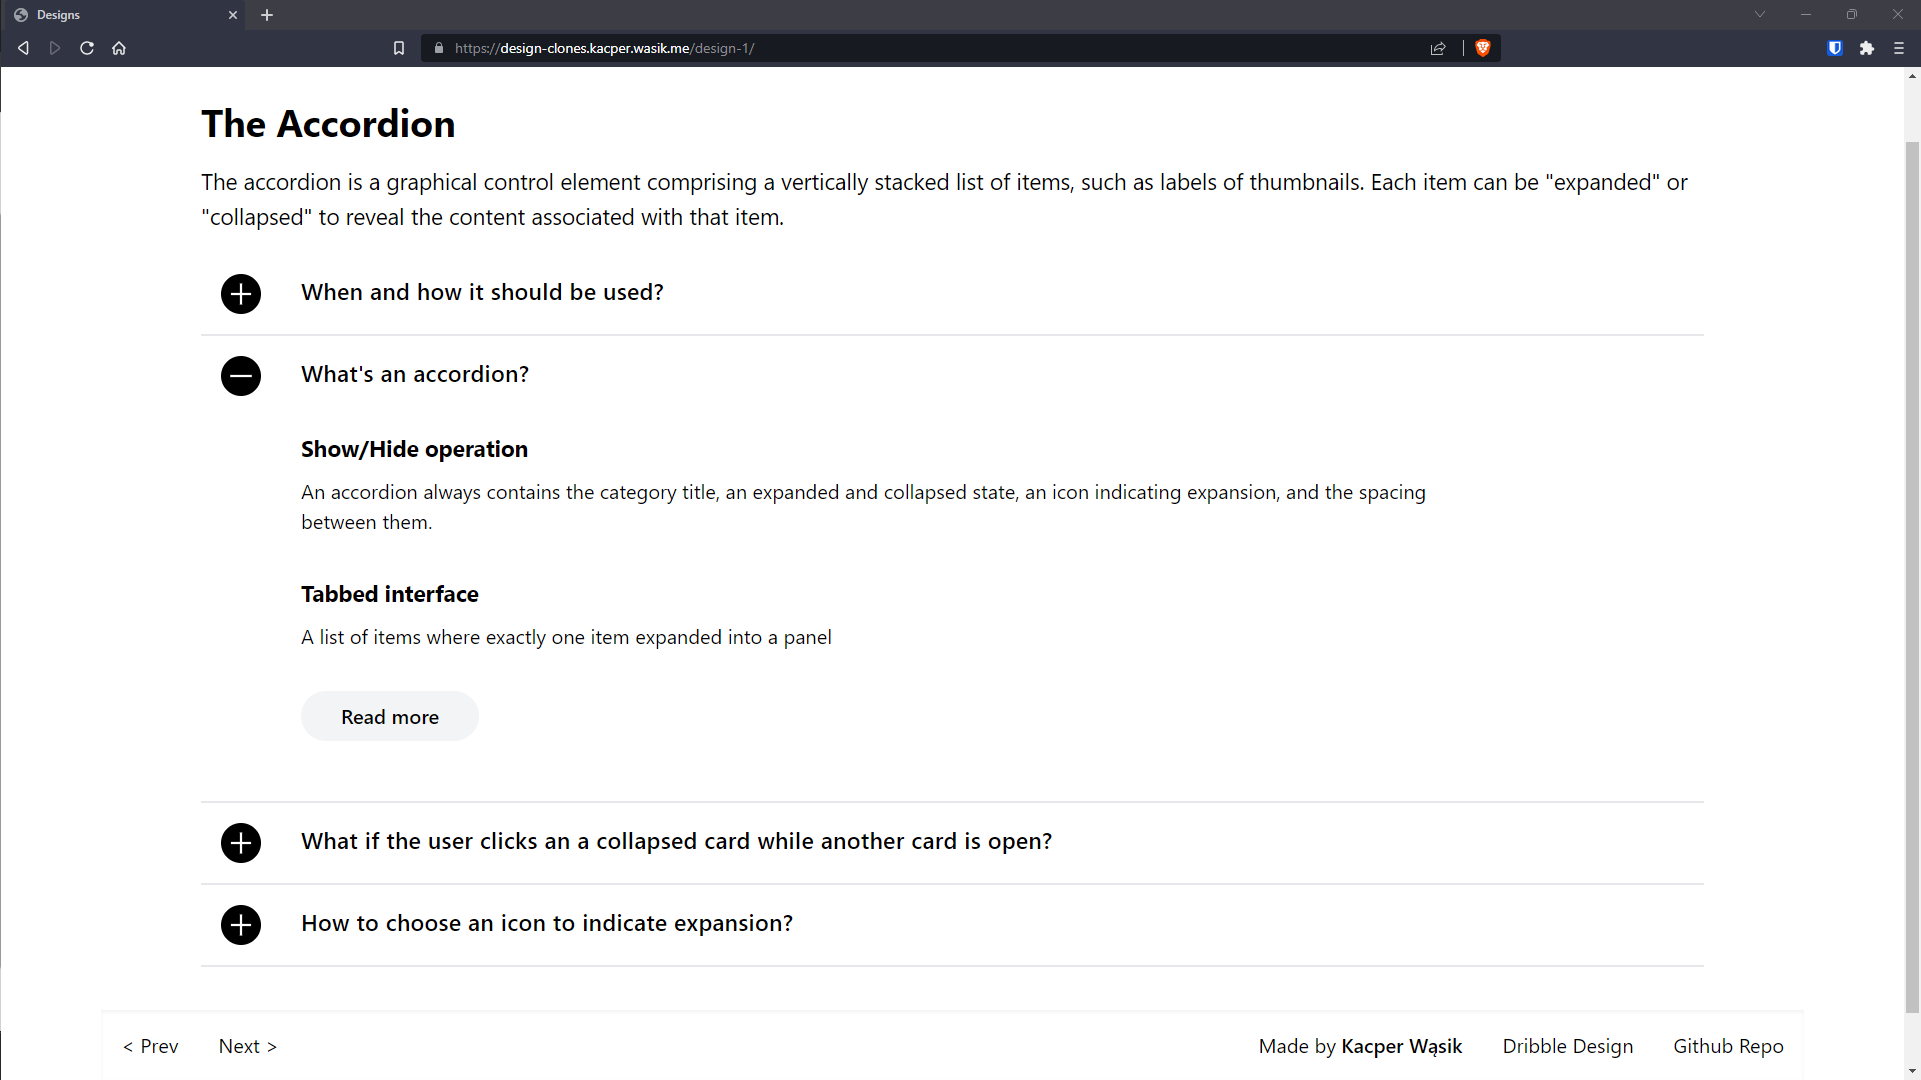 Designs
https://design-clones.kacper.wasik.me/design-1/
The Accordion
The accordion is a graphical control element comprising a vertically stacked list of items, such as labels of thumbnails. Each item can be "expanded" or
"collapsed" to reveal the content associated with that item.
When and how it should be used?
What's an accordion?
Show/Hide operation
An accordion always contains the category title, an expanded and collapsed state, an icon indicating expansion, and the spacing
between them.
Tabbed interface
A list of items where exactly one item expanded into a panel
Read more
What if the user clicks an a collapsed card while another card is open?
How to choose an icon to indicate expansion?
< Prev Next > Made by Kacper Wąsik Dribble Design Github Repo